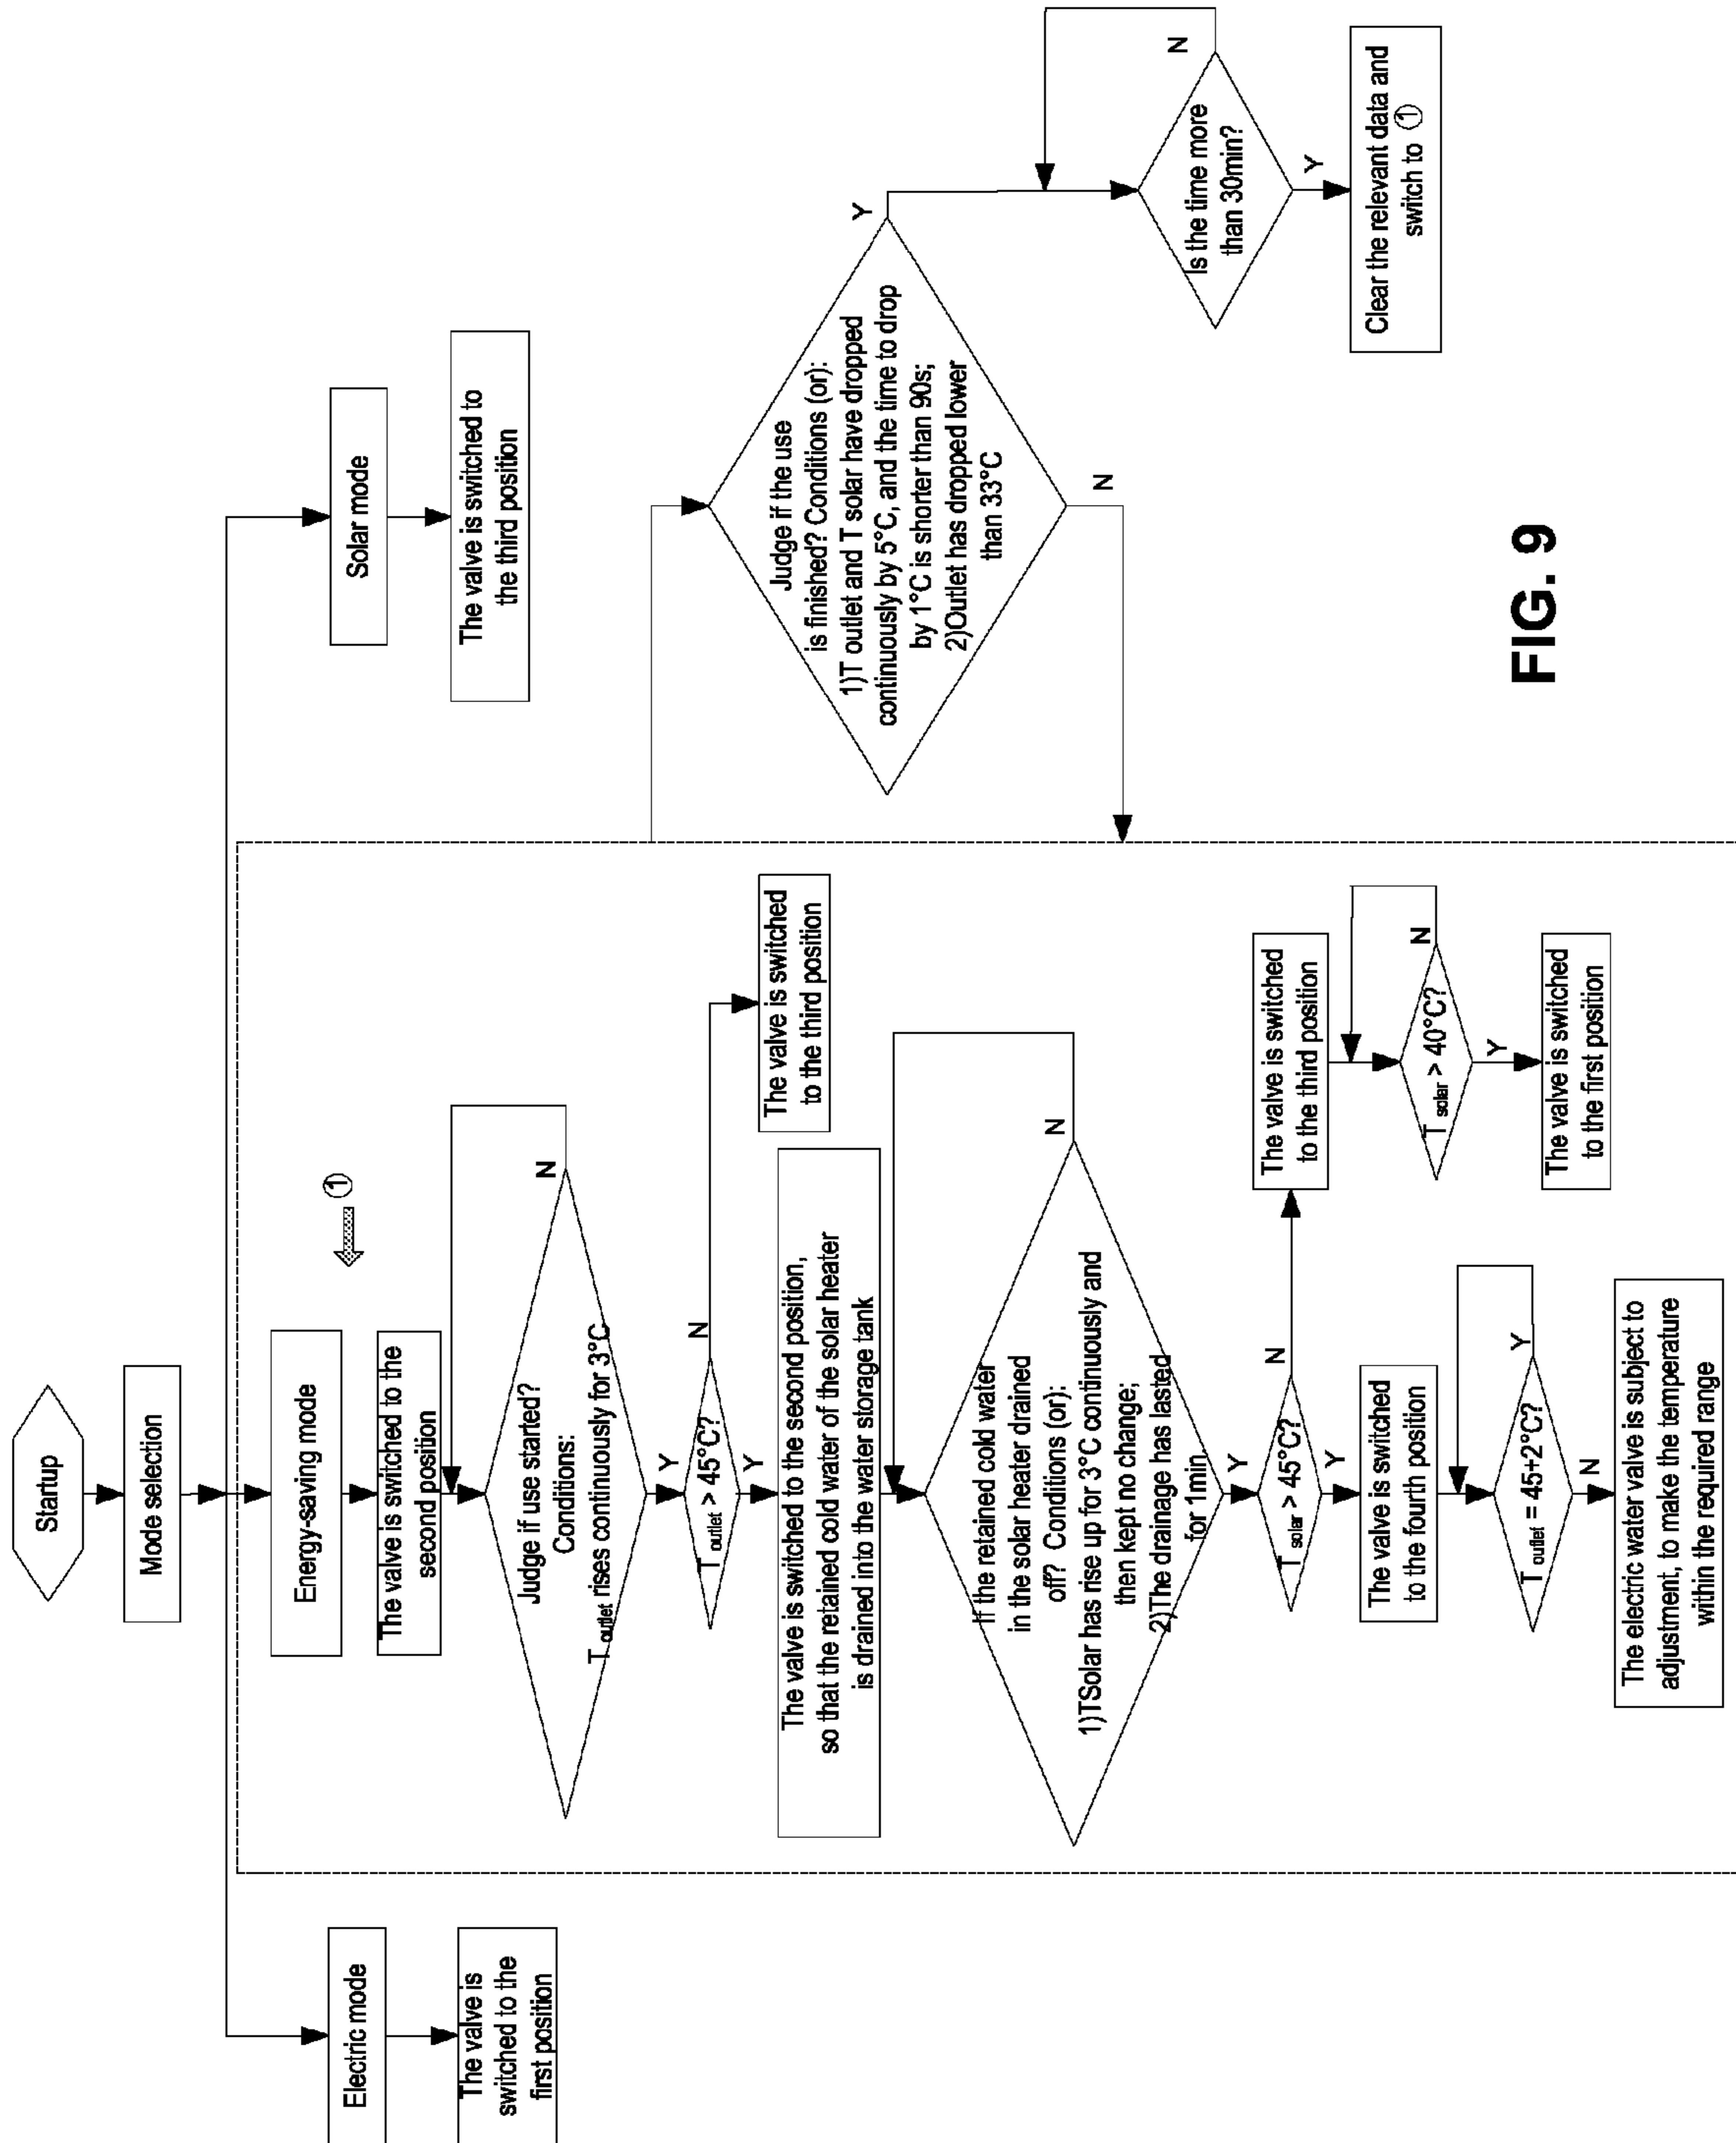 Startup
Mode selection
Electric mode
The valve is
switched to the
first position
Energy-saving mode
①
The valve is switched to the
second position
Judge if use started?
Conditions:
T outlet rises continuously for 3°C
N
Y
T outlet > 45°C?
N
The valve is switched
to the third position
Y
The valve is switched to the second position,
so that the retained cold water of the solar heater
is drained into the water storage tank
If the retained cold water
in the solar heater drained
off? Conditions (or):
1)TSolar has rise up for 3°C continuously and
then kept no change;
2)The drainage has lasted
for 1min
N
Y
T solar > 45°C?
N
The valve is switched
to the third position
T solar > 40°C?
N
Y
The valve is switched
to the first position
Y
The valve is switched
to the fourth position
T outlet = 45+2°C?
Y
N
The electric water valve is subject to
adjustment, to make the temperature
within the required range
Solar mode
The valve is switched to
the third position
Judge if the use
is finished? Conditions (or):
1)T outlet and T solar have dropped
continuously by 5°C, and the time to drop
by 1°C is shorter than 90s;
2)Outlet has dropped lower
than 33°C
Y
N
Is the time more
than 30min?
N
Y
Clear the relevant data and
switch to ①
FIG. 9